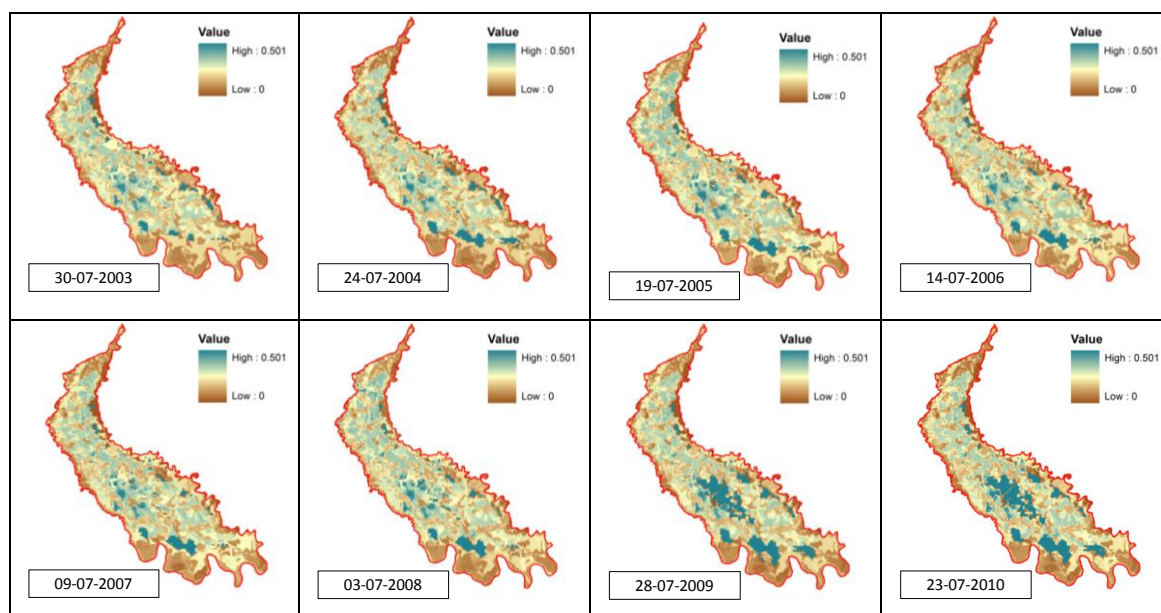 Value
High : 0.501
Low : 0
30-07-2003
Value
High : 0.501
Low : 0
24-07-2004
Value
High : 0.501
Low : 0
19-07-2005
Value
High : 0.501
Low : 0
14-07-2006
Value
High : 0.501
Low : 0
09-07-2007
Value
High : 0.501
Low : 0
03-07-2008
Value
High : 0.501
Low : 0
28-07-2009
Value
High : 0.501
Low : 0
23-07-2010